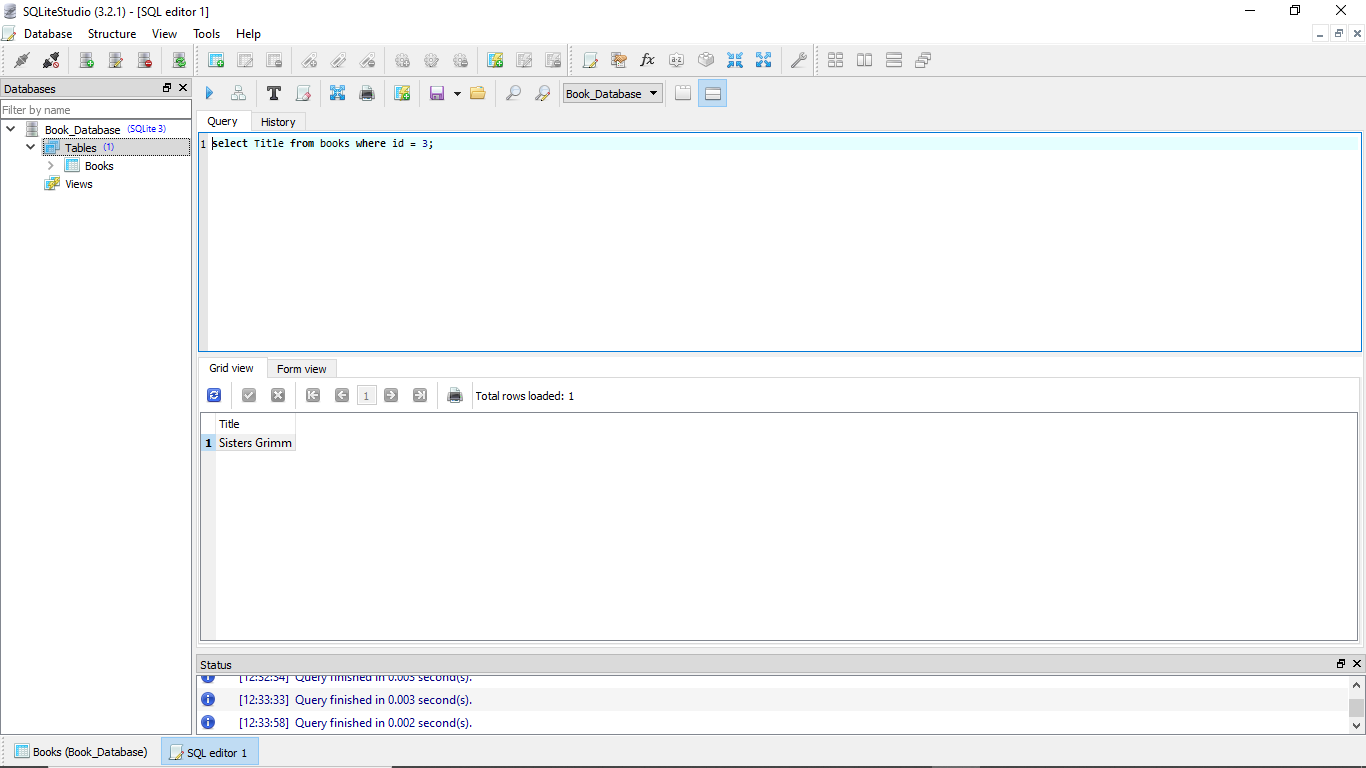 SQLiteStudio (3.2.1) - [SQL editor 1]
Database Structure View Tools Help
Databases
Filter by name
Book_Database (SQLite 3)
Tables (1)
Books
Views
Book_Database
Query History
1 select Title from books where id = 3;
Grid view Form view
1 Total rows loaded: 1
Title
1 Sisters Grimm
Status
[12:32:54] Query finished in 0.003 second(s).
[12:33:33] Query finished in 0.003 second(s).
[12:33:58] Query finished in 0.002 second(s).
Books (Book_Database) SQL editor 1